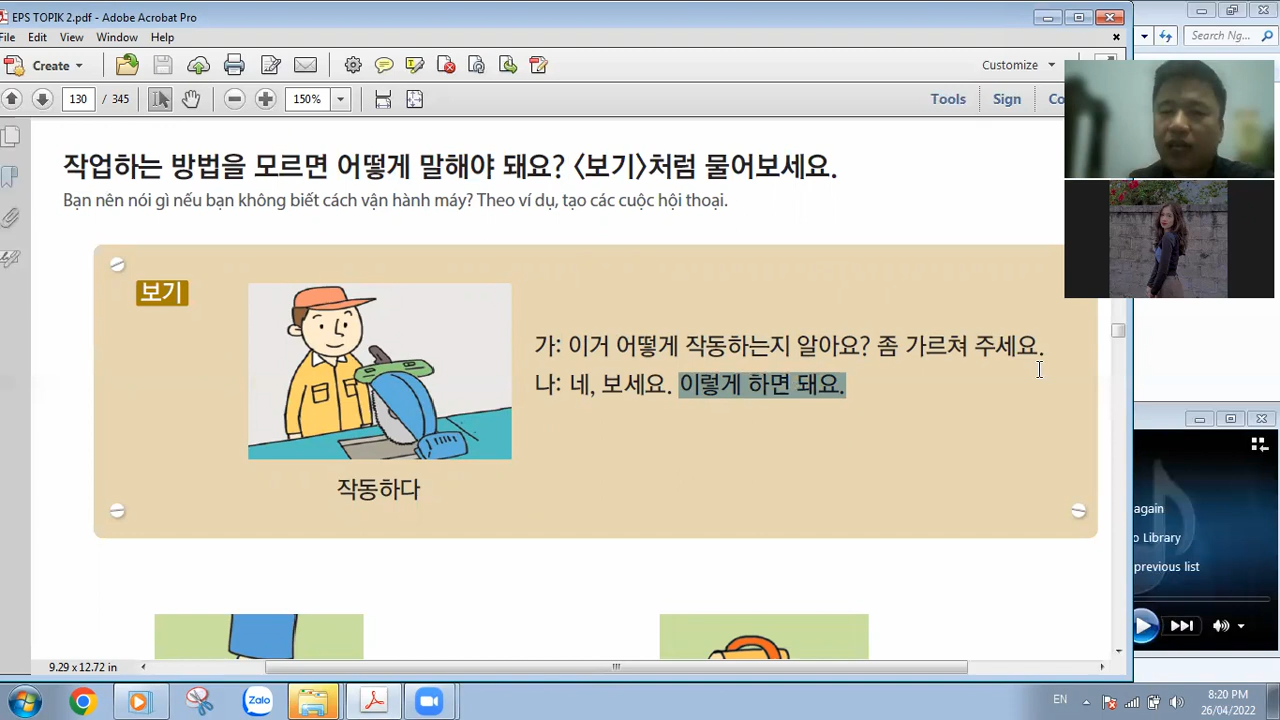 EPS TOPIK 2.pdf - Adobe Acrobat Pro
File Edit View Window Help
Search Ng...
Create
Customize
130 / 345
150%
Tools Sign Co
작업하는 방법을 모르면 어떻게 말해야 돼요? 〈보기〉처럼 물어보세요.
Bạn nên nói gì nếu bạn không biết cách vận hành máy? Theo ví dụ, tạo các cuộc hội thoại.
보기
가: 이거 어떻게 작동하는지 알아요? 좀 가르쳐 주세요.
나: 네, 보세요. 이렇게 하면 돼요.
작동하다
again
o Library
previous list
9.29 x 12.72 in
Zalo
EN
8:20 PM
26/04/2022